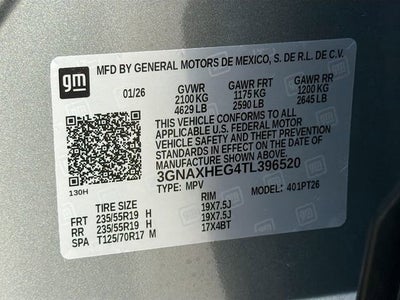 gm
MFD BY GENERAL MOTORS DE MEXICO, S. DE R.L. DE C.V.
01/26 GVWR GAWR FRT GAWR RR
2100 KG 1175 KG 1200 KG
4629 LB 2590 LB 2645 LB
THIS VEHICLE CONFORMS TO ALL
APPLICABLE U.S. FEDERAL MOTOR
VEHICLE SAFETY AND THEFT PREVENTION
STANDARDS IN EFFECT ON THE DATE OF
MANUFACTURE SHOWN ABOVE.
3GNAXHEG4TL396520
130H TYPE: MPV MODEL: 401PT26
TIRE SIZE RIM
FRT 235/55R19 H 19X7.5J
RR 235/55R19 H 19X7.5J
SPA T125/70R17 M 17X4BT